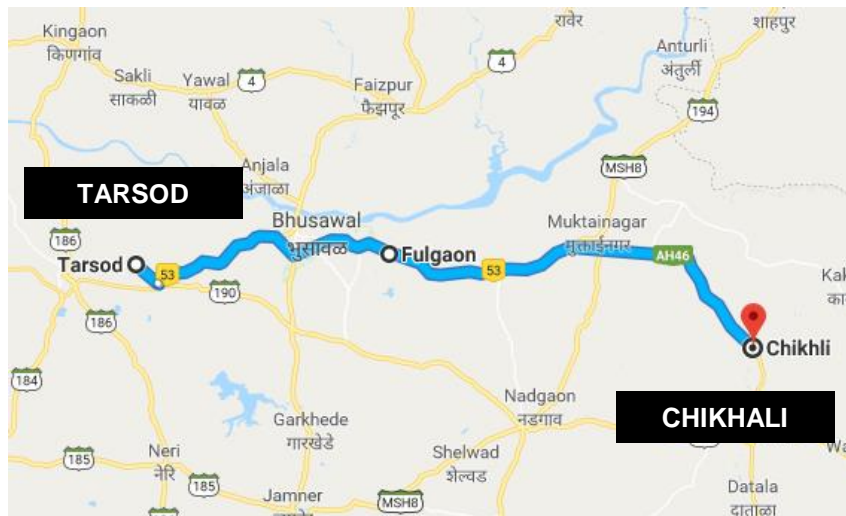 Kingaon
किणगांव
Sakli
साकळी
Yawal
यावळ
4
Faizpur
फैझपूर
4
रावेर
Anturli
अंतुर्ली
शाहपुर
194
MSH8
Anjala
अंजाळा
TARSOD
186
Bhusawal
भुसावळ
Muktainagar
मुक्ताईनगर
Tarsod
53
190
Fulgaon
53
AH46
186
Chikhli
184
CHIKHALI
Nadgaon
नडगाव
Garkhede
गारखेडे
Neri
नेरि
185
185
Shelwad
शेल्वड
Jamner
MSH8
Datala
दाताळा